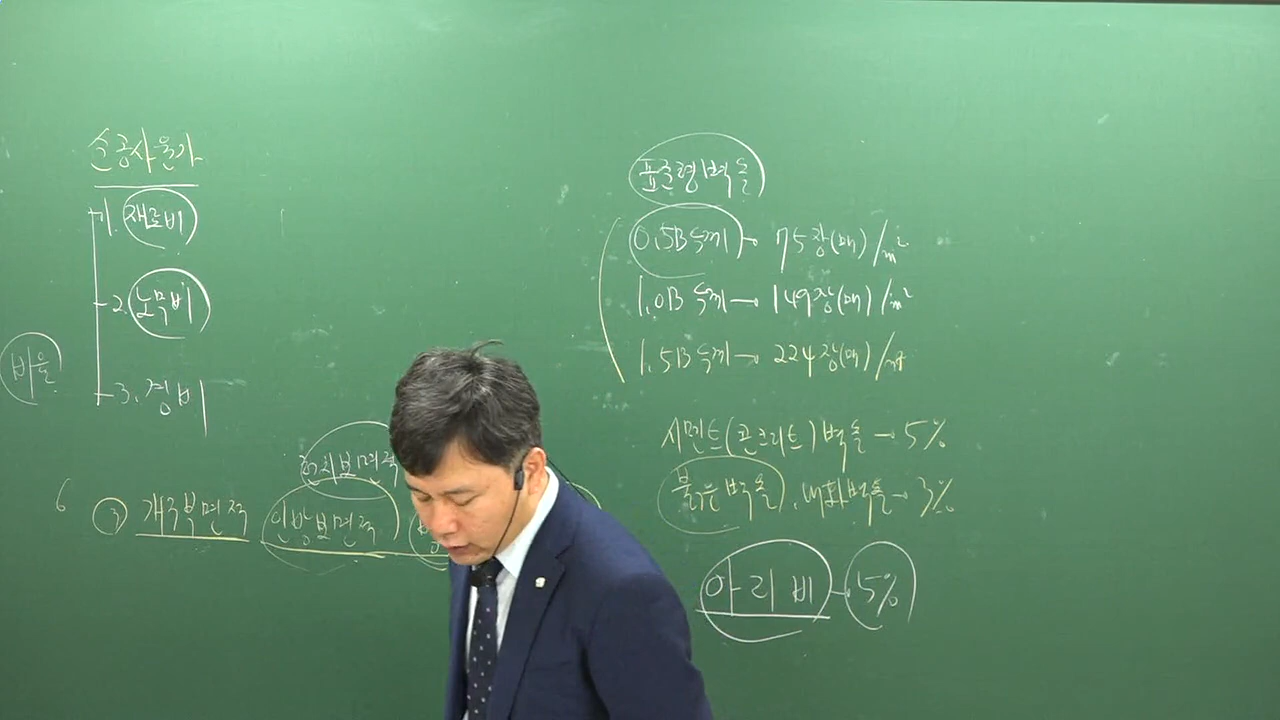 순공사원가
1. 재료비
2. 노무비
3. 경비
비율
6
③ 개구부면적
인방보면적
표준형벽돌
0.5B 두께 → 75장(매)/m²
1.0B 두께 → 149장(매)/m²
1.5B 두께 → 224장(매)/m²
시멘트(콘크리트)벽돌 → 5%
붉은벽돌, 내화벽돌 → 3%
아리비 → 5%